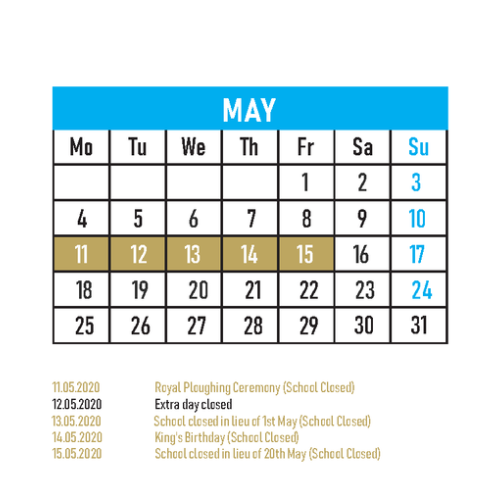 MAY
Mo Tu We Th Fr Sa Su
1 2 3
4 5 6 7 8 9 10
11 12 13 14 15 16 17
18 19 20 21 22 23 24
25 26 27 28 29 30 31
11.05.2020 Royal Ploughing Ceremony (School Closed)
12.05.2020 Extra day closed
13.05.2020 School closed in lieu of 1st May (School Closed)
14.05.2020 King's Birthday (School Closed)
15.05.2020 School closed in lieu of 20th May (School Closed)